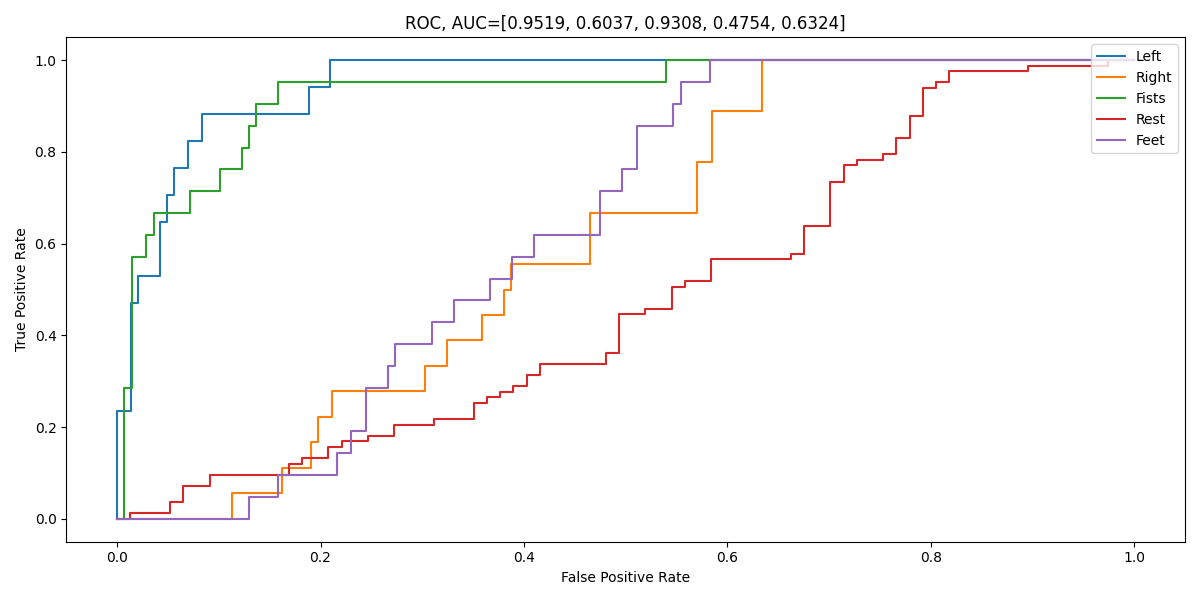 ROC, AUC=[0.9519, 0.6037, 0.9308, 0.4754, 0.6324]
Left
Right
Fists
Rest
Feet
True Positive Rate
1.0
0.8
0.6
0.4
0.2
0.0
0.0 0.2 0.4 0.6 0.8 1.0
False Positive Rate